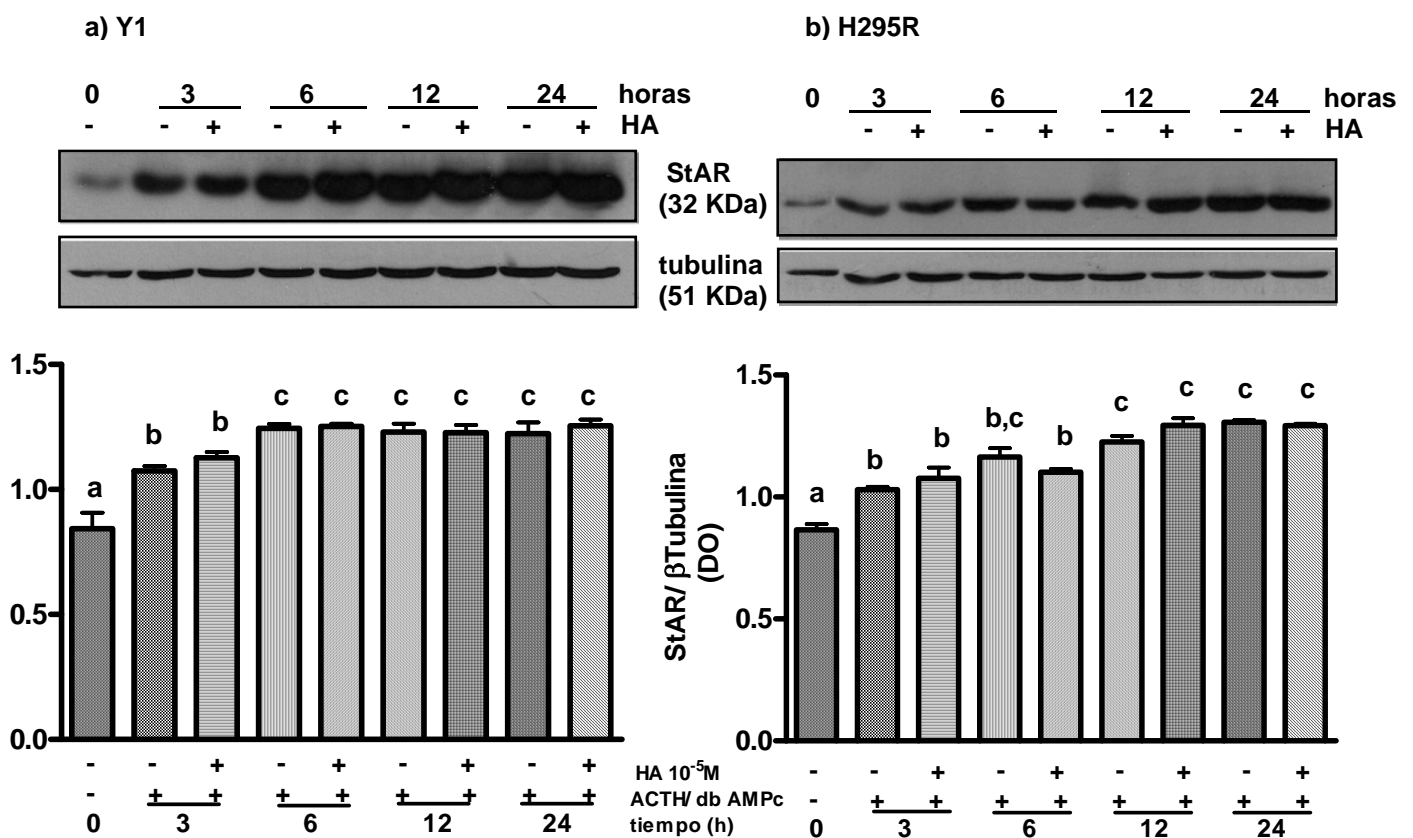 a) Y1
b) H295R
0 3 6 12 24 horas
- - + - + - + - + HA
0 3 6 12 24 horas
- + - + - + - + HA
StAR
(32 KDa)
tubulina
(51 KDa)
1.5
1.0
0.5
0.0
a b b c c c c c c
StAR/ βTubulina
(DO)
1.5
1.0
0.5
0.0
a b b b,c b c c c c
- - + - + - + - + HA 10⁻⁵M - - + - + - + - +
- + + + + + + + + ACTH/ db AMPc - + + + + + + + +
0 3 6 12 24 tiempo (h) 0 3 6 12 24